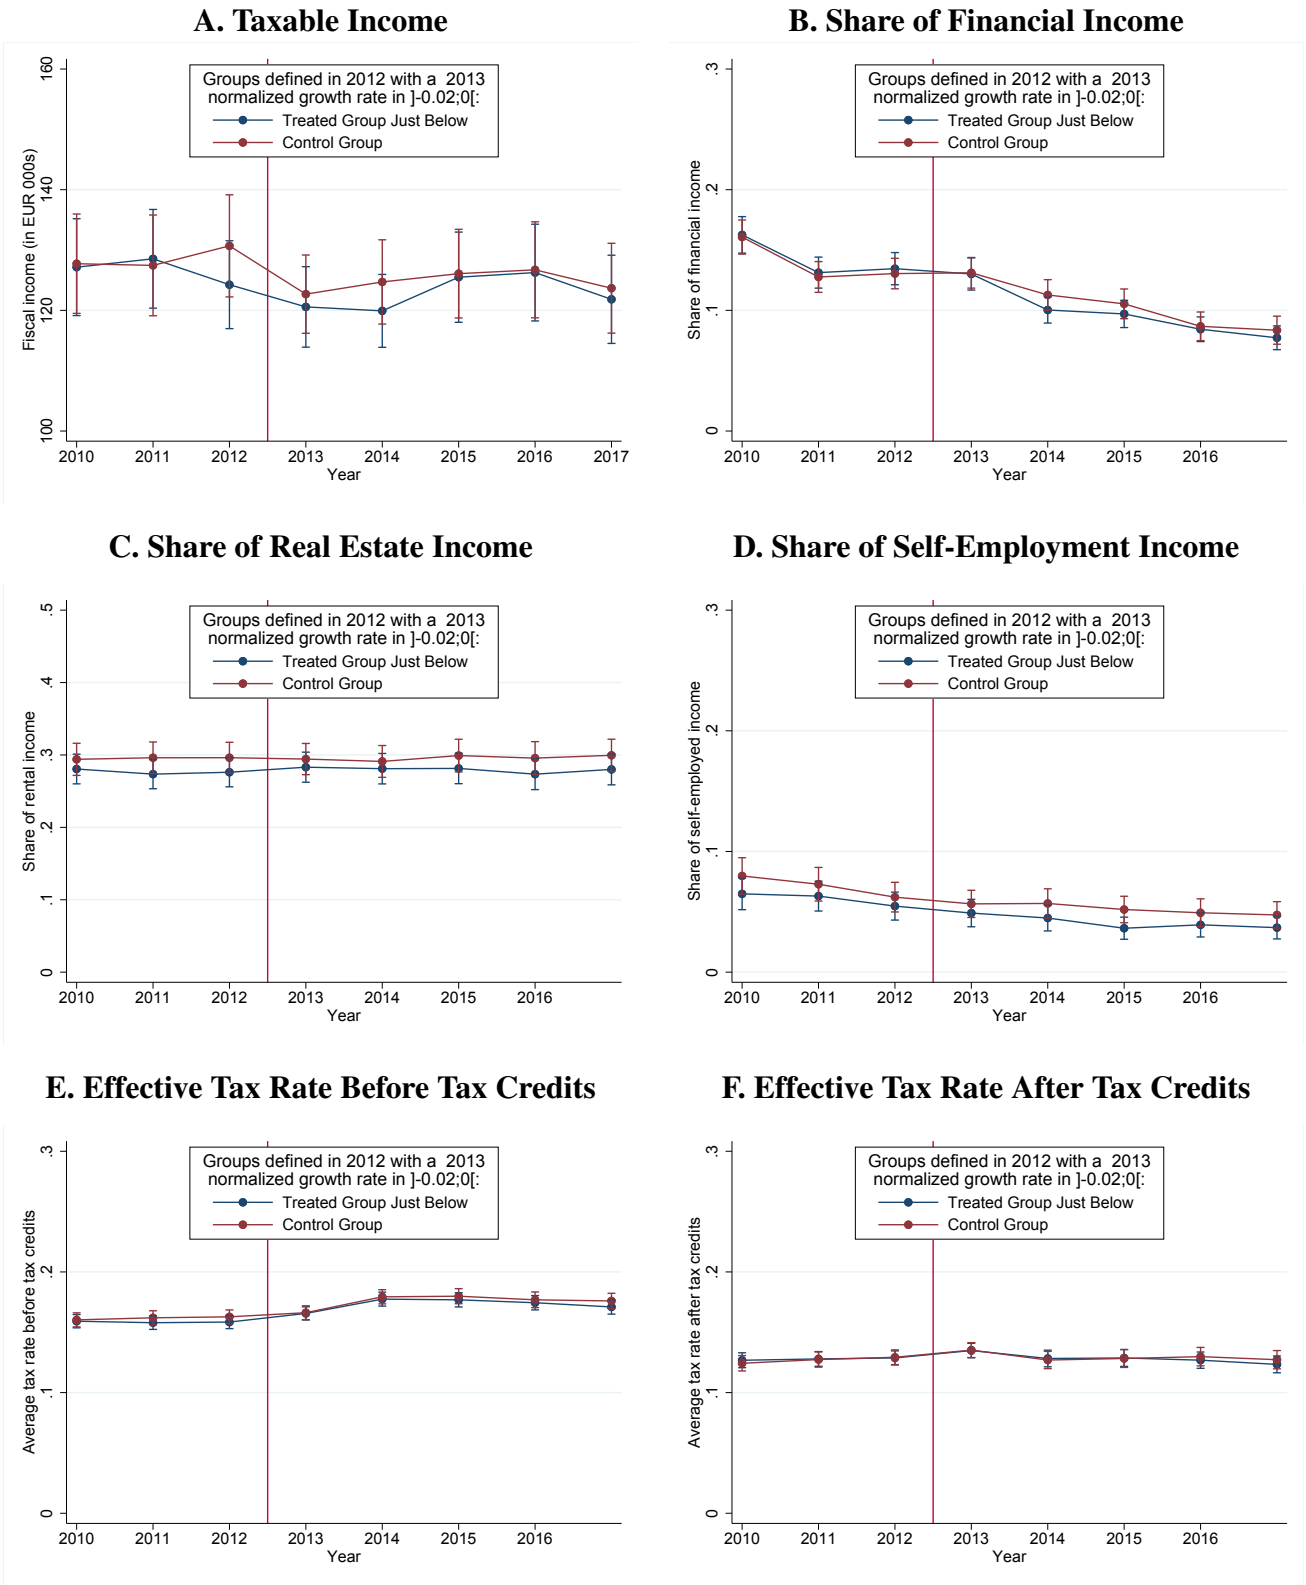 A. Taxable Income
Fiscal income (in EUR 000s)
160
140
120
100
Groups defined in 2012 with a 2013
normalized growth rate in ]-0.02;0[:
Treated Group Just Below
Control Group
2010 2011 2012 2013 2014 2015 2016 2017
Year
B. Share of Financial Income
Share of financial income
.3
.2
.1
0
Groups defined in 2012 with a 2013
normalized growth rate in ]-0.02;0[:
Treated Group Just Below
Control Group
2010 2011 2012 2013 2014 2015 2016
Year
C. Share of Real Estate Income
Share of rental income
.5
.4
.3
.2
.1
0
Groups defined in 2012 with a 2013
normalized growth rate in ]-0.02;0[:
Treated Group Just Below
Control Group
2010 2011 2012 2013 2014 2015 2016
Year
D. Share of Self-Employment Income
Share of self-employed income
.3
.2
.1
0
Groups defined in 2012 with a 2013
normalized growth rate in ]-0.02;0[:
Treated Group Just Below
Control Group
2010 2011 2012 2013 2014 2015 2016
Year
E. Effective Tax Rate Before Tax Credits
Average tax rate before tax credits
.3
.2
.1
0
Groups defined in 2012 with a 2013
normalized growth rate in ]-0.02;0[:
Treated Group Just Below
Control Group
2010 2011 2012 2013 2014 2015 2016
Year
F. Effective Tax Rate After Tax Credits
Average tax rate after tax credits
.3
.2
.1
0
Groups defined in 2012 with a 2013
normalized growth rate in ]-0.02;0[:
Treated Group Just Below
Control Group
2010 2011 2012 2013 2014 2015 2016
Year